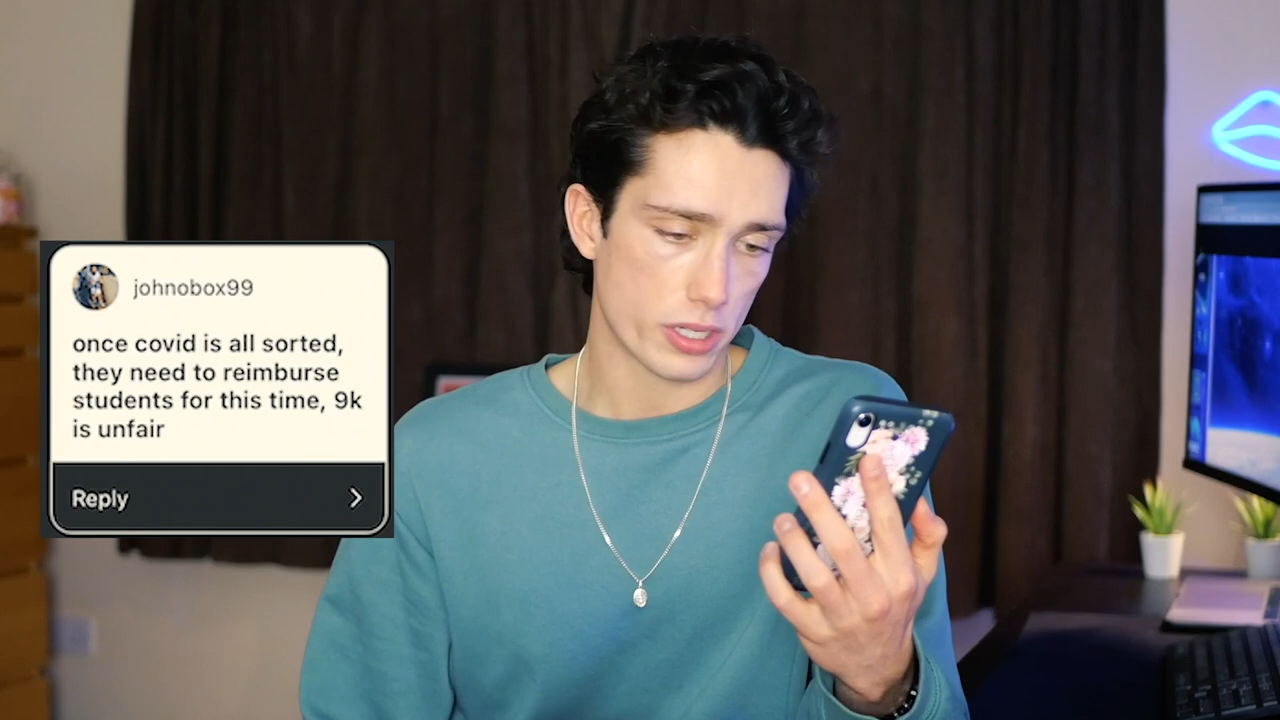 johnobox99
once covid is all sorted,
they need to reimburse
students for this time, 9k
is unfair
Reply